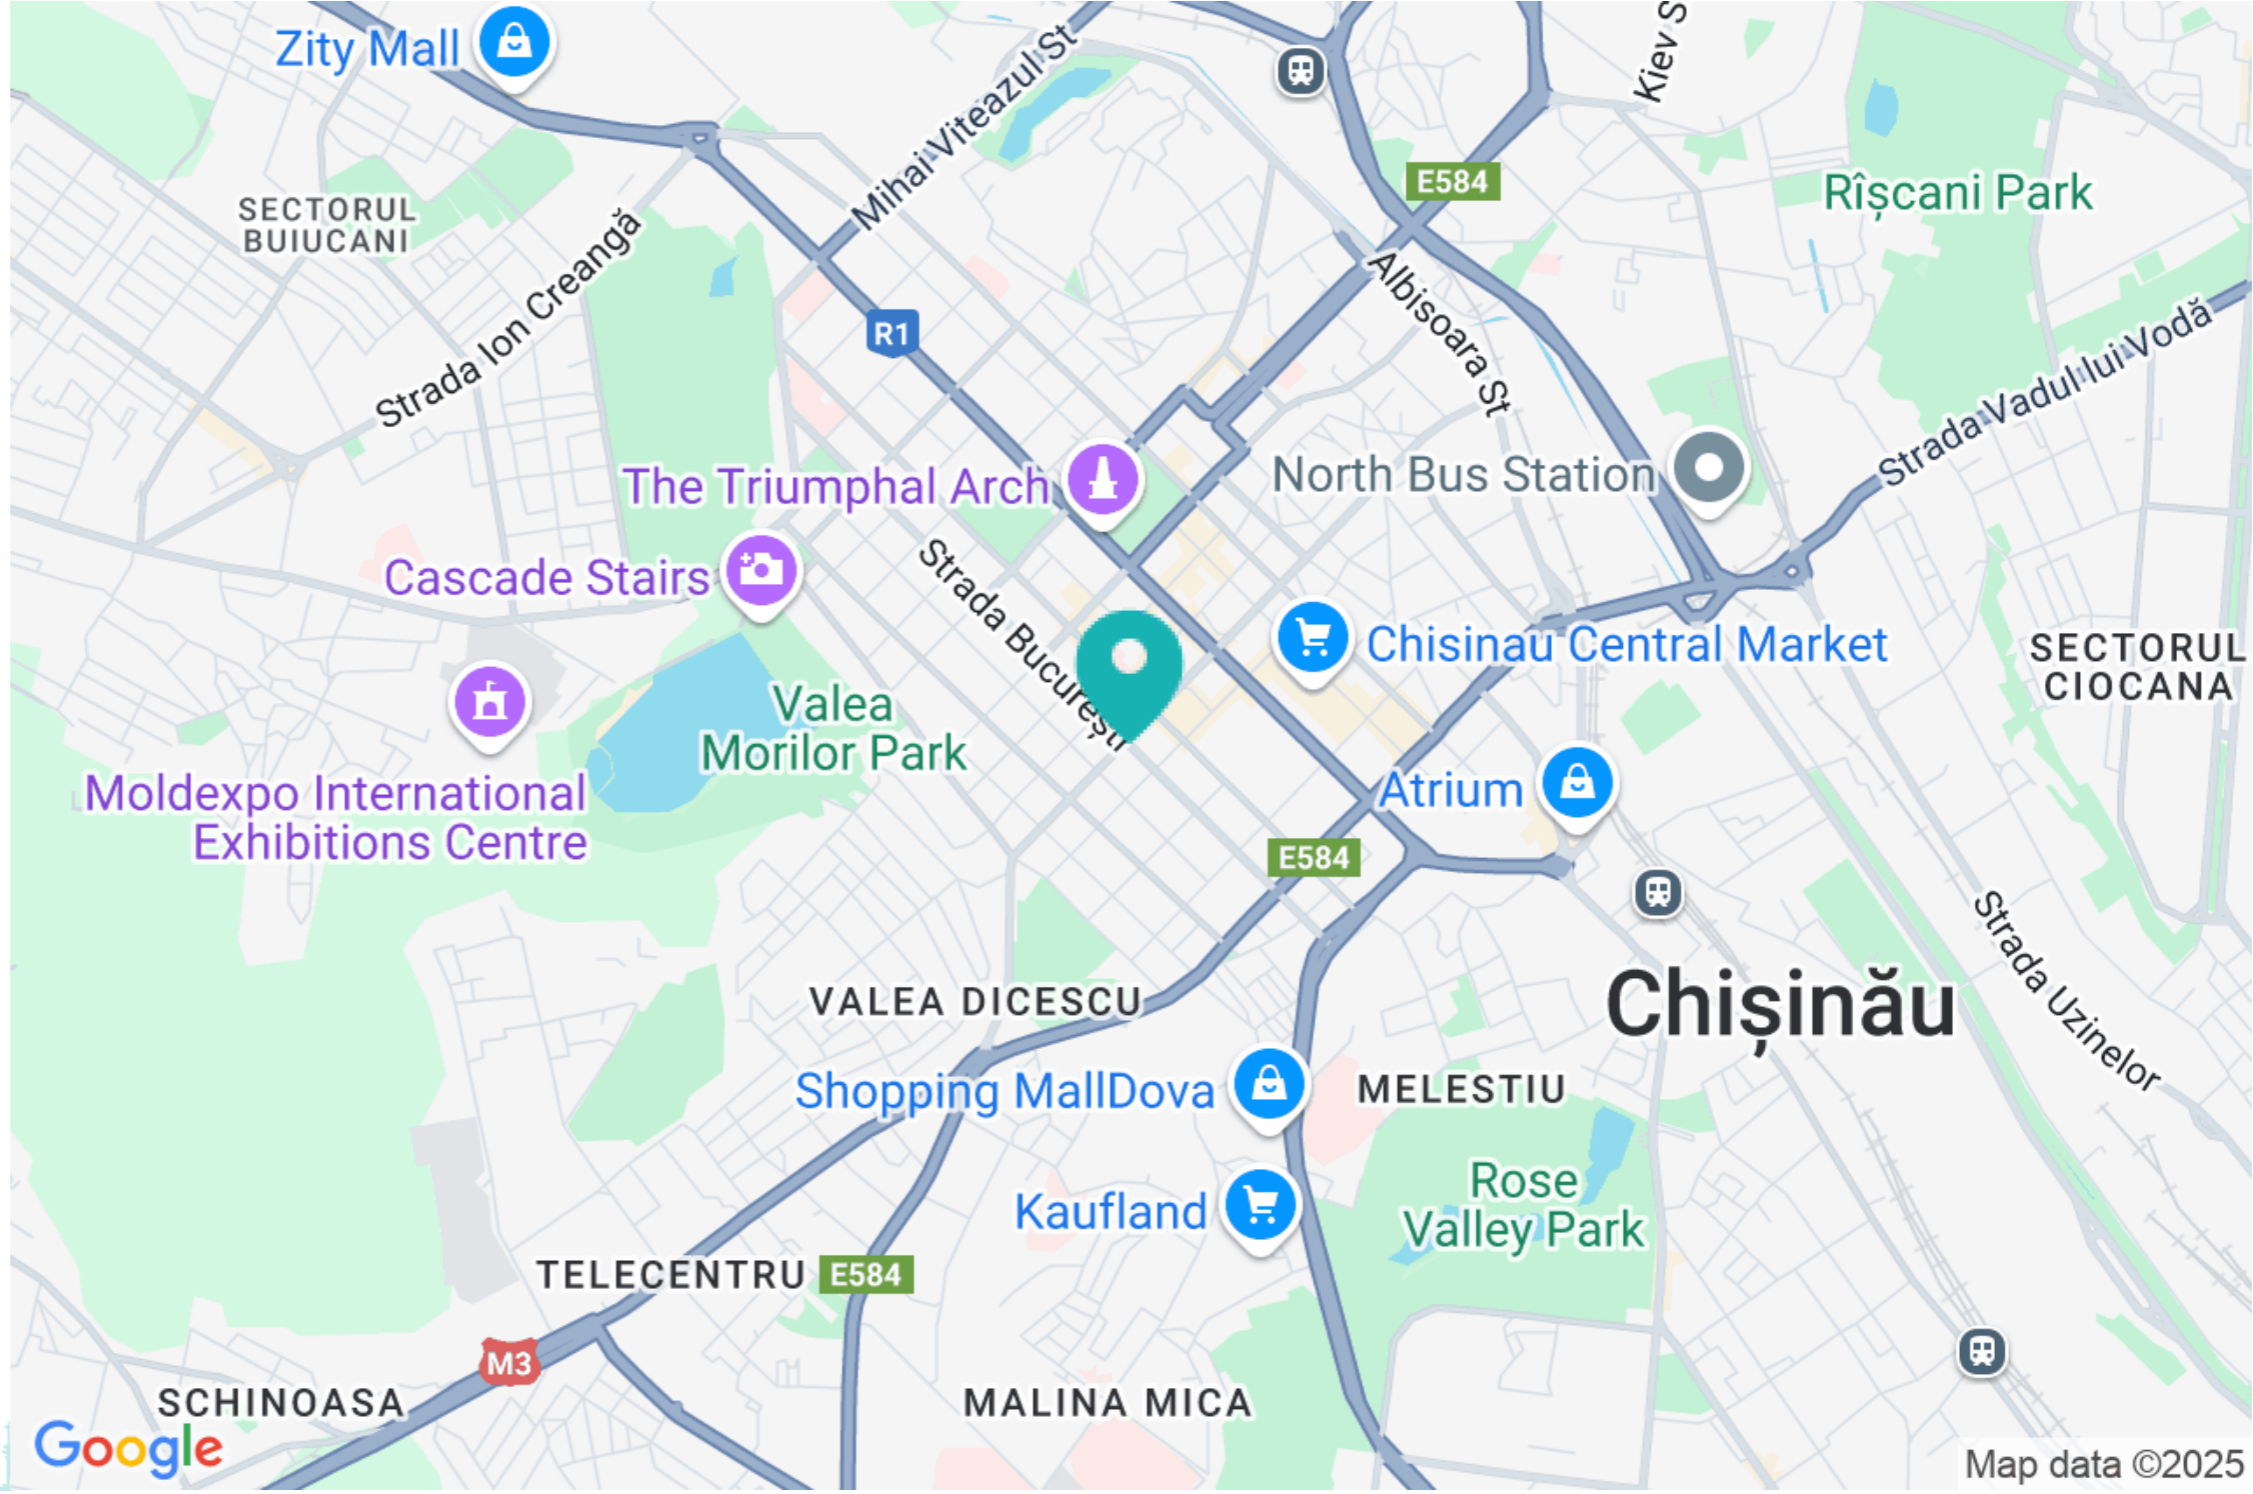 Zity Mall
Mihai Viteazul St
Kiev S
E584
Rîșcani Park
SECTORUL
BUIUCANI
Strada Ion Creangă
R1
Albisoara St
Strada Vadul lui Vodă
The Triumphal Arch
North Bus Station
Cascade Stairs
Strada București
Chisinau Central Market
SECTORUL
CIOCANA
Valea
Morilor Park
Moldexpo International
Exhibitions Centre
Atrium
E584
Strada Uzinelor
VALEA DICESCU
Chișinău
Shopping MallDova
MELESTIU
Kaufland
Rose
Valley Park
TELECENTRU
E584
M3
SCHINOASA
MALINA MICA
Google
Map data ©2025